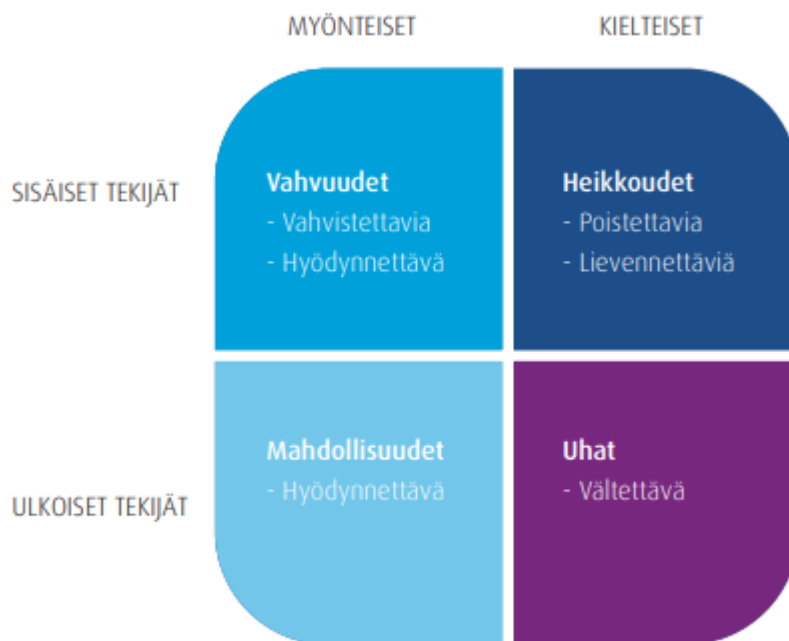 MYÖNTEISET
KIELTEISET
SISÄISET TEKIJÄT
Vahvuudet
- Vahvistettavia
- Hyödynnettävä
Heikkoudet
- Poistettavia
- Lievennettäviä
ULKOISET TEKIJÄT
Mahdollisuudet
- Hyödynnettävä
Uhat
- Vältettävä